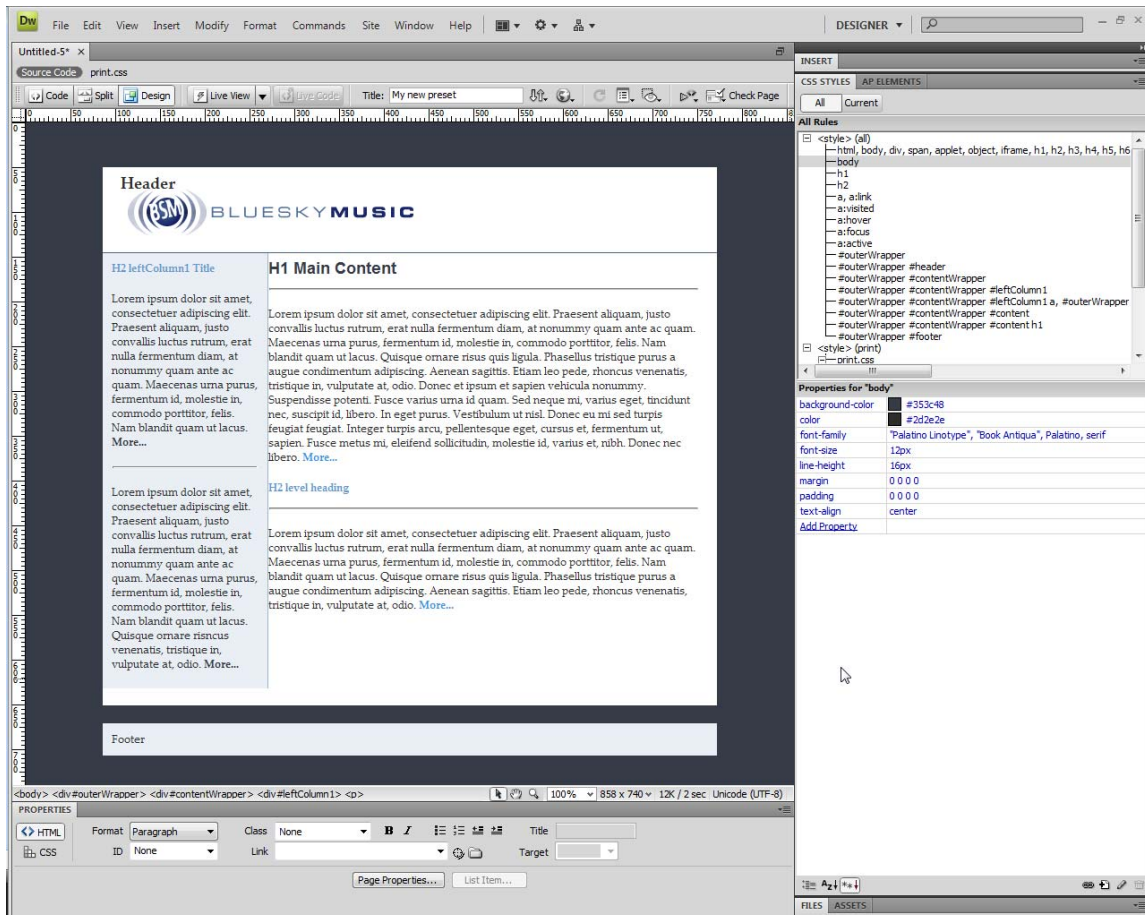 Dw File Edit View Insert Modify Format Commands Site Window Help DESIGNER
Untitled-5*
Source Code print.css
Code Split Design Live View Live Code Title: My new preset Check Page
0 50 100 150 200 250 300 350 400 450 500 550 600 650 700 750 800
Header
BSM BLUESKYMUSIC
H2 leftColumn1 Title
Lorem ipsum dolor sit amet,
consectetuer adipiscing elit.
Praesent aliquam, justo
convallis luctus rutrum, erat
nulla fermentum diam, at
nonummy quam ante ac
quam. Maecenas urna purus,
fermentum id, molestie in,
commodo porttitor, felis.
Nam blandit quam ut lacus.
More...
Lorem ipsum dolor sit amet,
consectetuer adipiscing elit.
Praesent aliquam, justo
convallis luctus rutrum, erat
nulla fermentum diam, at
nonummy quam ante ac
quam. Maecenas urna purus,
fermentum id, molestie in,
commodo porttitor, felis.
Nam blandit quam ut lacus.
Quisque ornare risncus
venenatis, tristique in,
vulputate at, odio. More...
H1 Main Content
Lorem ipsum dolor sit amet, consectetuer adipiscing elit. Praesent aliquam, justo
convallis luctus rutrum, erat nulla fermentum diam, at nonummy quam ante ac quam.
Maecenas urna purus, fermentum id, molestie in, commodo porttitor, felis. Nam
blandit quam ut lacus. Quisque ornare risus quis ligula. Phasellus tristique purus a
augue condimentum adipiscing. Aenean sagittis. Etiam leo pede, rhoncus venenatis,
tristique in, vulputate at, odio. Donec et ipsum et sapien vehicula nonummy.
Suspendisse potenti. Fusce varius urna id quam. Sed neque mi, varius eget, tincidunt
nec, suscipit id, libero. In eget purus. Vestibulum ut nisl. Donec eu mi sed turpis
feugiat feugiat. Integer turpis arcu, pellentesque eget, cursus et, fermentum ut,
sapien. Fusce metus mi, eleifend sollicitudin, molestie id, varius et, nibh. Donec nec
libero. More...
H2 level heading
Lorem ipsum dolor sit amet, consectetuer adipiscing elit. Praesent aliquam, justo
convallis luctus rutrum, erat nulla fermentum diam, at nonummy quam ante ac quam.
Maecenas urna purus, fermentum id, molestie in, commodo porttitor, felis. Nam
blandit quam ut lacus. Quisque ornare risus quis ligula. Phasellus tristique purus a
augue condimentum adipiscing. Aenean sagittis. Etiam leo pede, rhoncus venenatis,
tristique in, vulputate at, odio. More...
Footer
<body> <div#outerWrapper> <div#contentWrapper> <div#leftColumn1> <p> 100% 858 x 740 12K / 2 sec Unicode (UTF-8)
PROPERTIES
HTML Format Paragraph Class None B I Title
CSS ID None Link Target
Page Properties... List Item...
INSERT
CSS STYLES AP ELEMENTS
All Current
All Rules
<style> (all)
html, body, div, span, applet, object, iframe, h1, h2, h3, h4, h5, h6
body
h1
h2
a, a:link
a:visited
a:hover
a:focus
a:active
#outerWrapper
#outerWrapper #header
#outerWrapper #contentWrapper
#outerWrapper #contentWrapper #leftColumn1
#outerWrapper #contentWrapper #leftColumn1 a, #outerWrapper
#outerWrapper #contentWrapper #content
#outerWrapper #contentWrapper #content h1
#outerWrapper #footer
<style> (print)
print.css
Properties for "body"
background-color #353c48
color #2d2e2e
font-family "Palatino Linotype", "Book Antiqua", Palatino, serif
font-size 12px
line-height 16px
margin 0 0 0 0
padding 0 0 0 0
text-align center
Add Property
FILES ASSETS